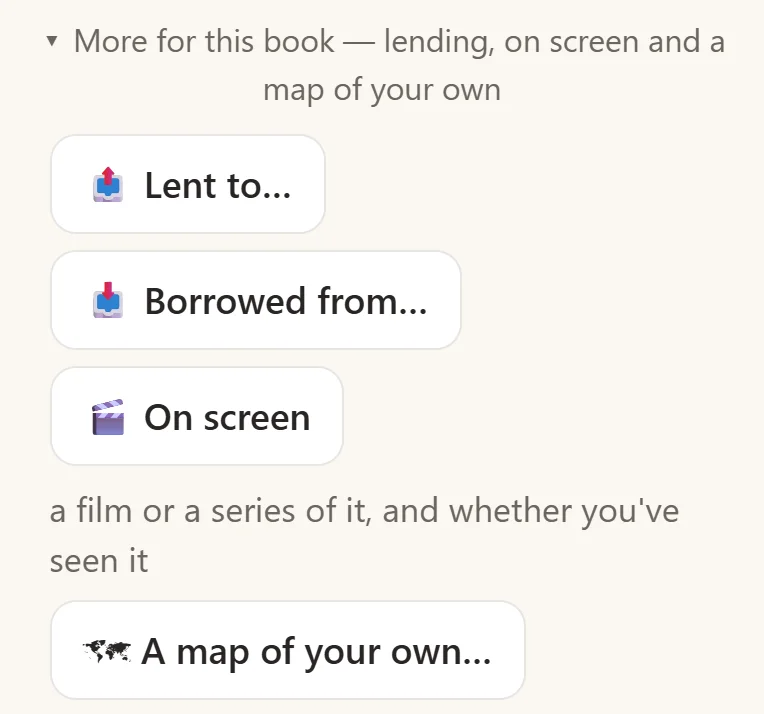 ▼ More for this book — lending, on screen and a
map of your own
Lent to...
Borrowed from...
On screen
a film or a series of it, and whether you've
seen it
A map of your own...